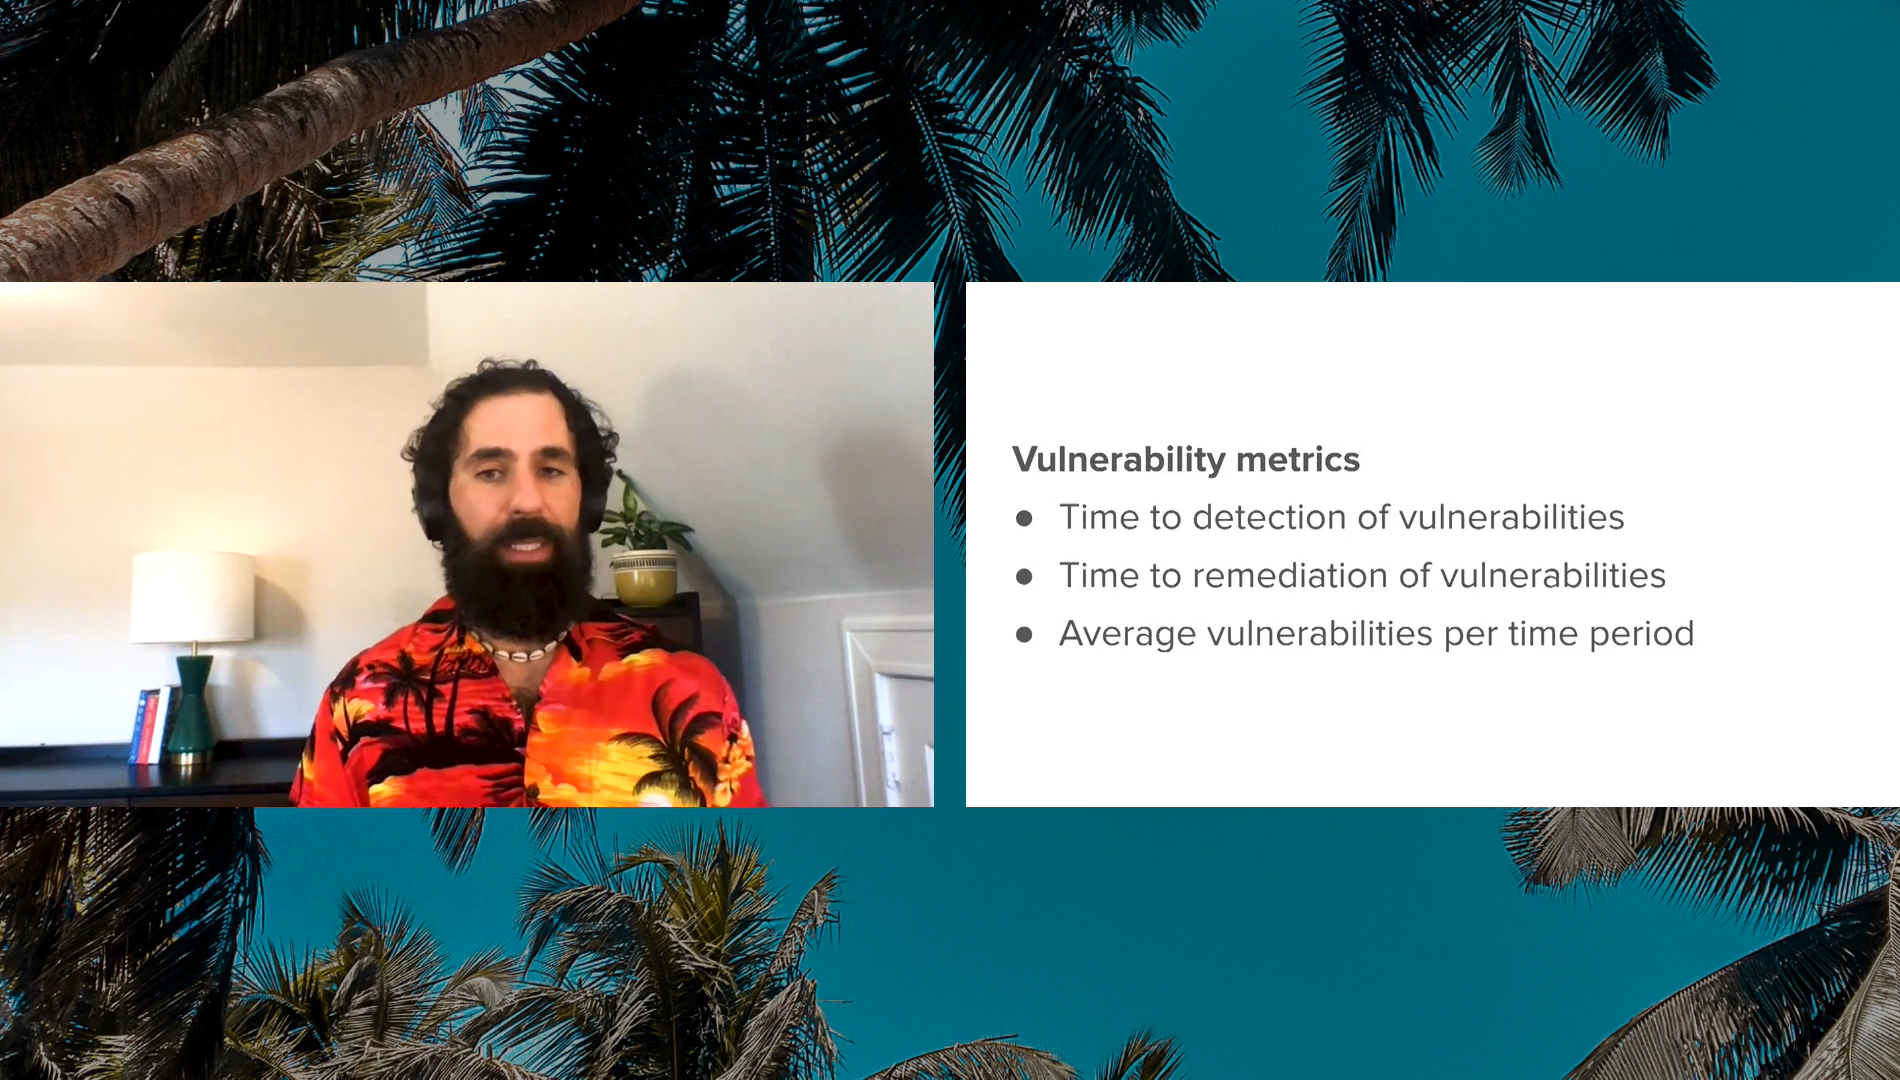 Vulnerability metrics
● Time to detection of vulnerabilities
● Time to remediation of vulnerabilities
● Average vulnerabilities per time period